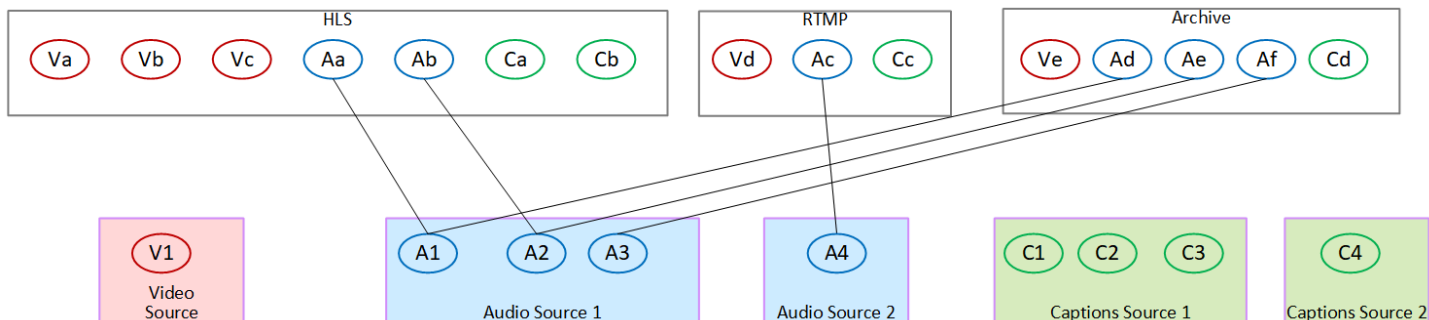 HLS
RTMP
Archive
Va Vb Vc Aa Ab Ca Cb
Vd Ac Cc
Ve Ad Ae Af Cd
V1
Video
Source
A1 A2 A3
Audio Source 1
A4
Audio Source 2
C1 C2 C3
Captions Source 1
C4
Captions Source 2